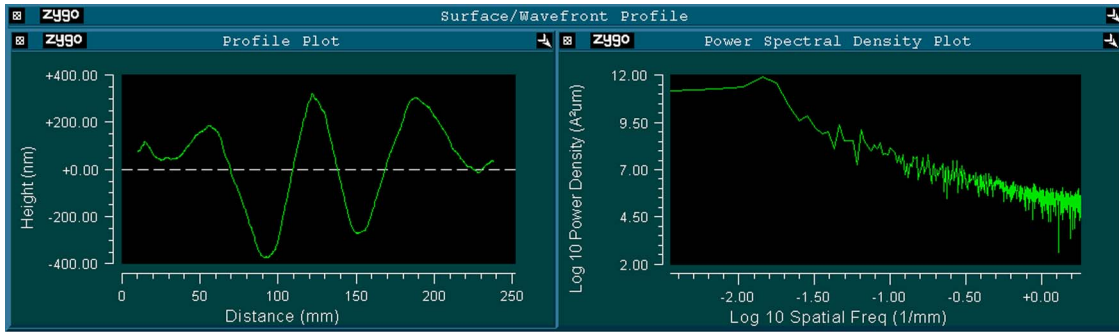 zygo Surface/Wavefront Profile
zygo Profile Plot
+400.00
+200.00
+0.00
-200.00
-400.00
Height (nm)
0 50 100 150 200 250
Distance (mm)
zygo Power Spectral Density Plot
12.00
9.50
7.00
4.50
2.00
Log 10 Power Density (A²um)
-2.00 -1.50 -1.00 -0.50 +0.00
Log 10 Spatial Freq (1/mm)